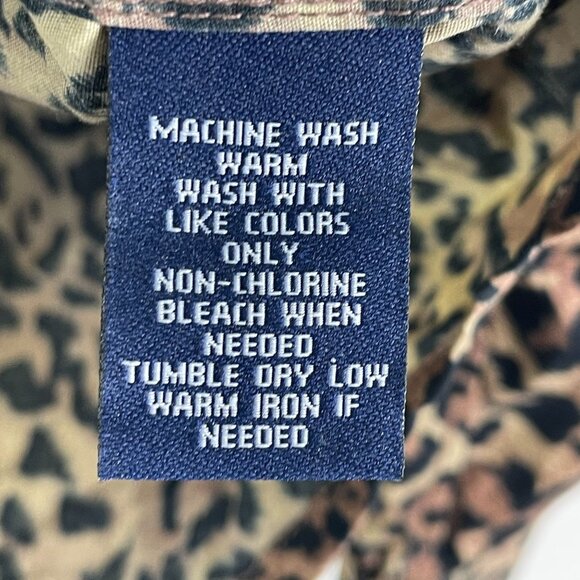 MACHINE WASH
WARM
WASH WITH
LIKE COLORS
ONLY
NON-CHLORINE
BLEACH WHEN
NEEDED
TUMBLE DRY LOW
WARM IRON IF
NEEDED